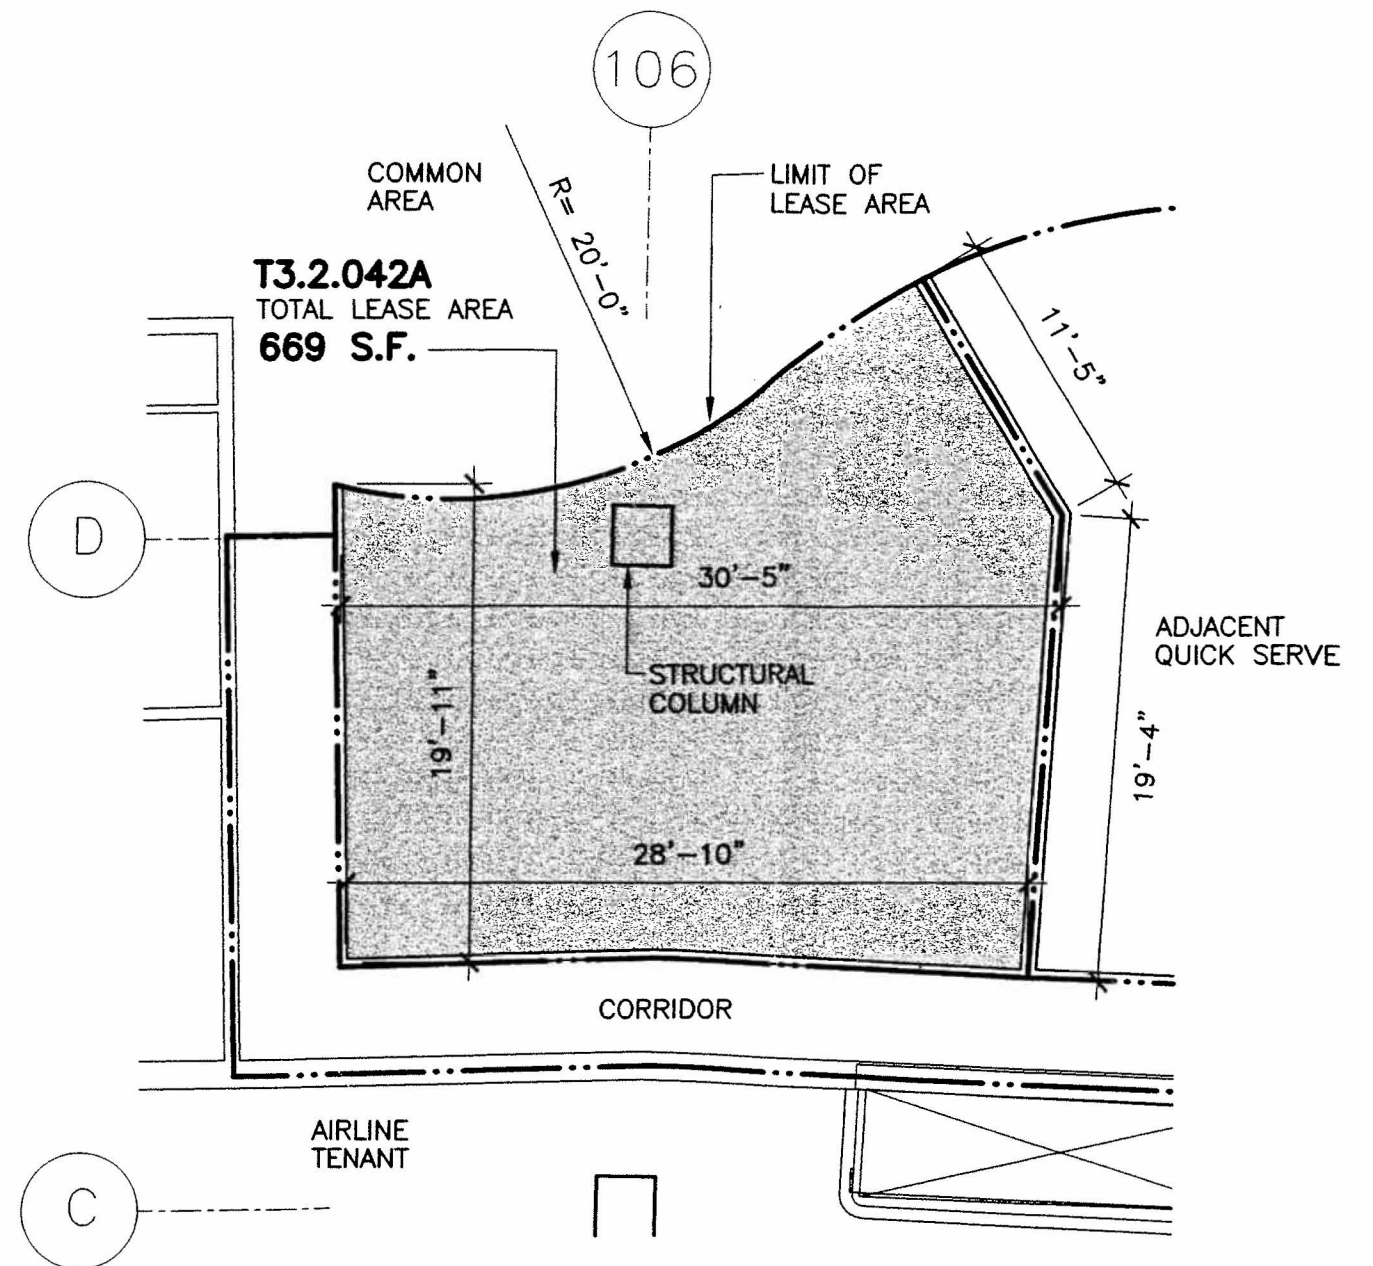 106
COMMON
AREA
R= 20'-0"
LIMIT OF
LEASE AREA
T3.2.042A
TOTAL LEASE AREA
669 S.F.
11'-5"
D
30'-5"
ADJACENT
QUICK SERVE
STRUCTURAL
COLUMN
19'-11"
19'-4"
28'-10"
CORRIDOR
AIRLINE
TENANT
C